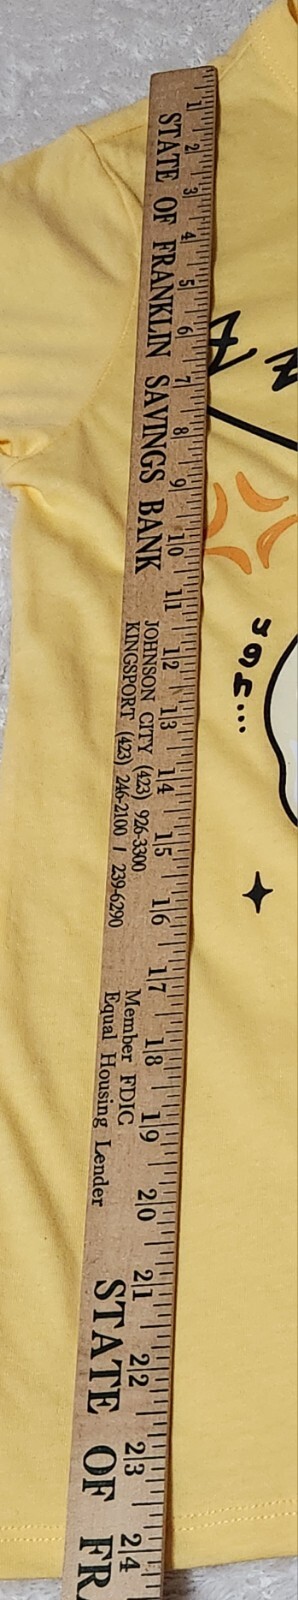 STATE OF FRANKLIN SAVINGS BANK
JOHNSON CITY (423) 926-3300
KINGSPORT (423) 246-2100 / 239-6290
Member FDIC
Equal Housing Lender
STATE OF FR
1 2 3 4 5 6 7 8 9 10 11 12 13 14 15 16 17 18 19 20 21 22 23 24